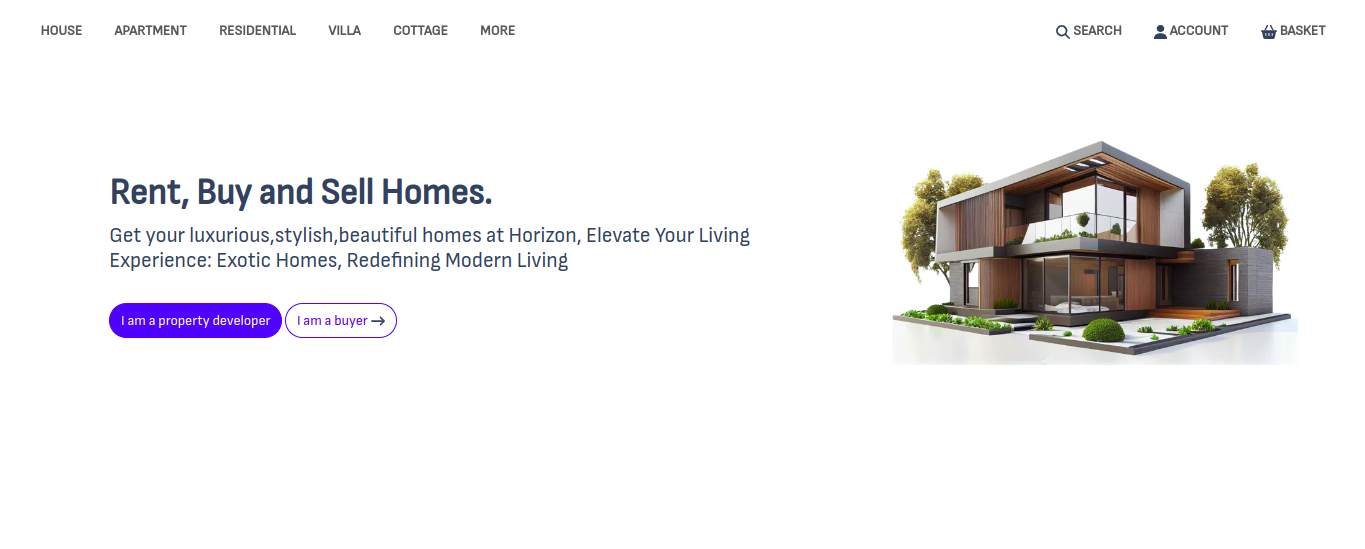 HOUSE APARTMENT RESIDENTIAL VILLA COTTAGE MORE SEARCH ACCOUNT BASKET
Rent, Buy and Sell Homes.
Get your luxurious,stylish,beautiful homes at Horizon, Elevate Your Living
Experience: Exotic Homes, Redefining Modern Living
I am a property developer I am a buyer →